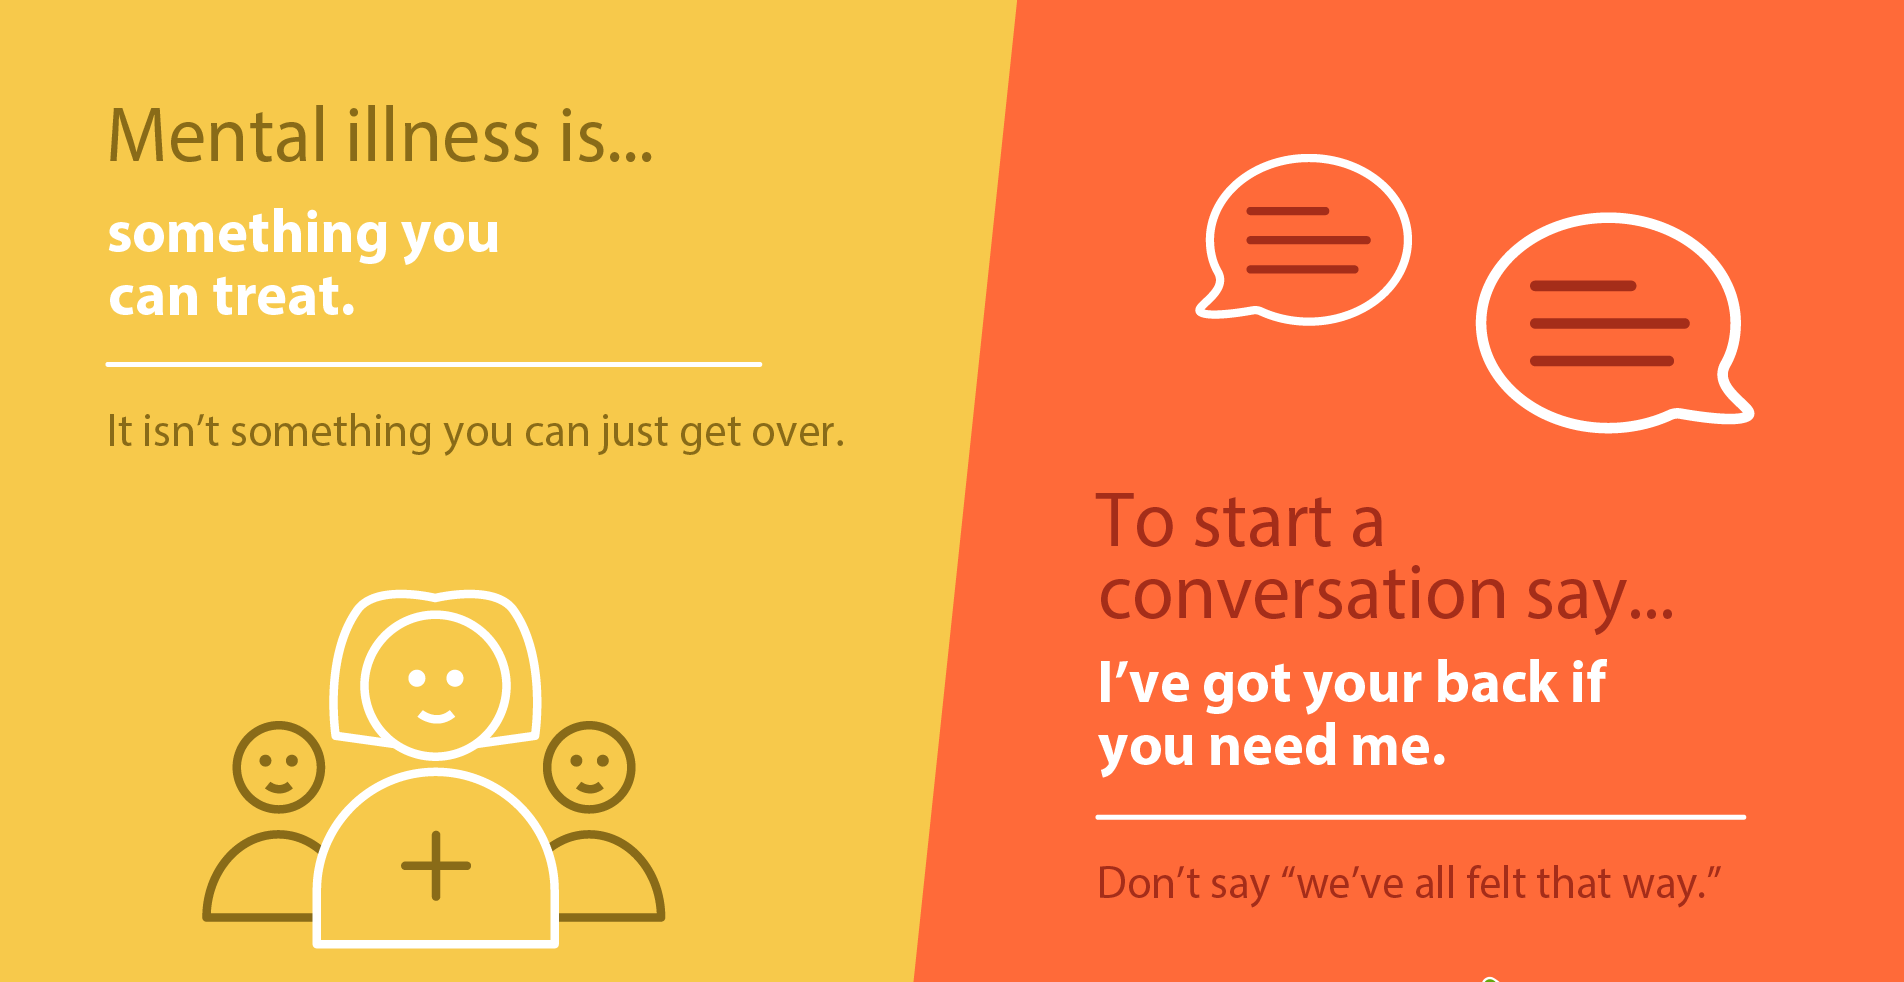 Mental illness is...
something you
can treat.
It isn’t something you can just get over.
To start a
conversation say...
I’ve got your back if
you need me.
Don’t say “we’ve all felt that way.”